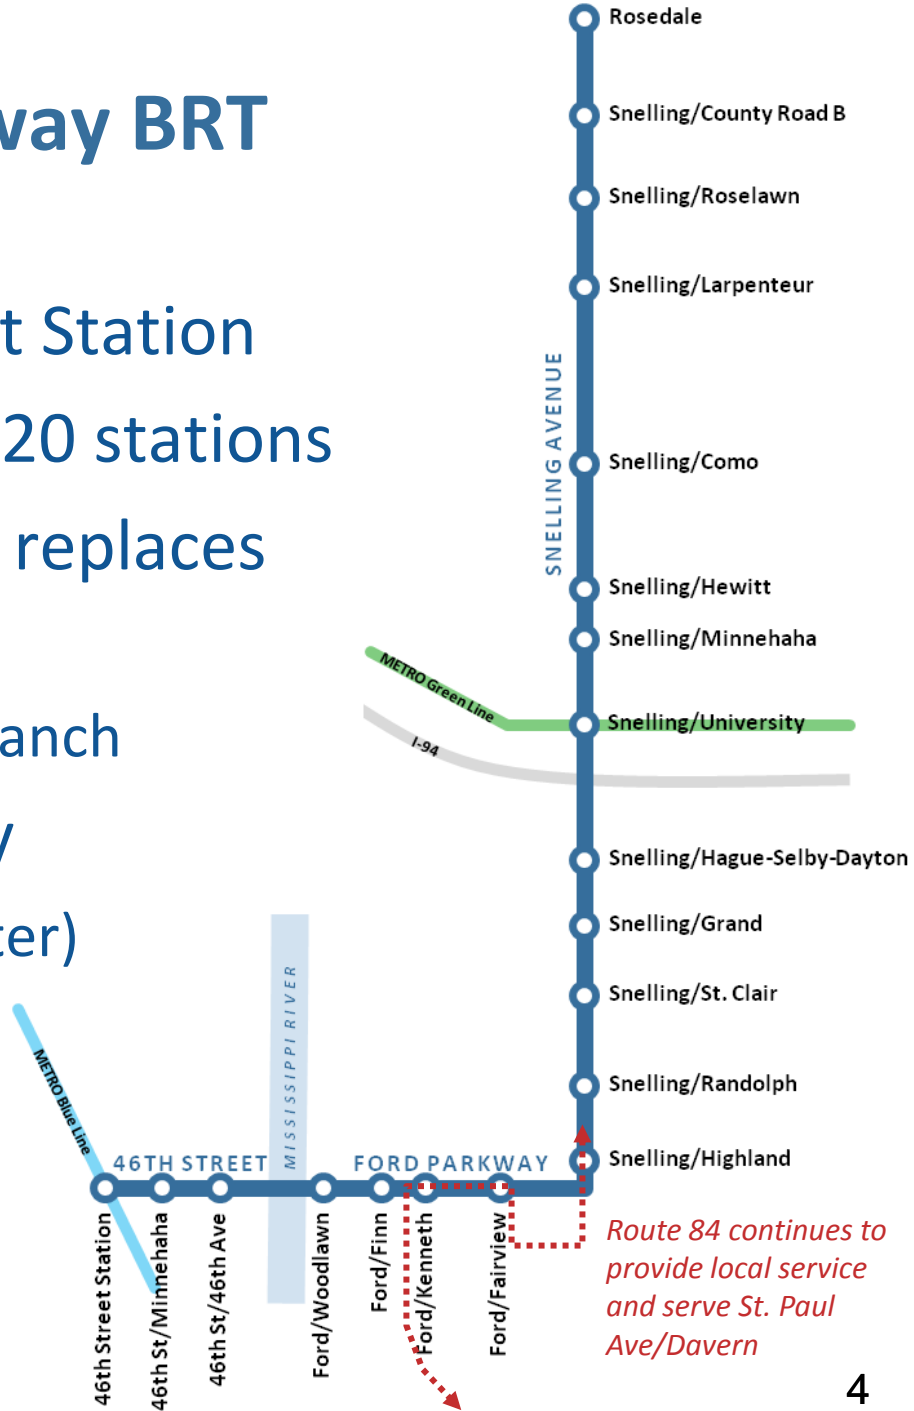 way BRT
t Station
20 stations
replaces
anch
y
ter)
Rosedale
Snelling/County Road B
Snelling/Roselawn
Snelling/Larpenteur
SNELLING AVENUE
Snelling/Como
Snelling/Hewitt
Snelling/Minnehaha
METRO Green Line
Snelling/University
I-94
Snelling/Hague-Selby-Dayton
Snelling/Grand
Snelling/St. Clair
Snelling/Randolph
Snelling/Highland
METRO Blue Line
MISSISSIPPI RIVER
46TH STREET
FORD PARKWAY
46th Street Station
46th St/Minnehaha
46th St/46th Ave
Ford/Woodlawn
Ford/Finn
Ford/Kenneth
Ford/Fairview
Route 84 continues to
provide local service
and serve St. Paul
Ave/Davern
4